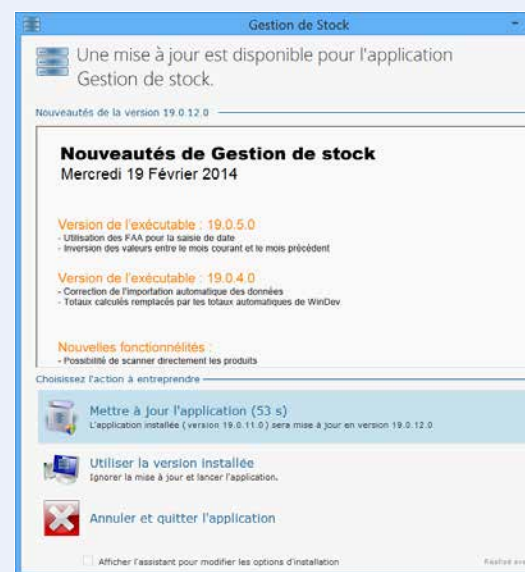 Gestion de Stock
Une mise à jour est disponible pour l'application
Gestion de stock.
Nouveautés de la version 19.0.12.0
Nouveautés de Gestion de stock
Mercredi 19 Février 2014
Version de l'exécutable : 19.0.5.0
- Utilisation des FAA pour la saisie de date
- Inversion des valeurs entre le mois courant et le mois précédent
Version de l'exécutable : 19.0.4.0
- Correction de l'importation automatique des données
- Totaux calculés remplacés par les totaux automatiques de WinDev
Nouvelles fonctionnélités :
- Possibilité de scanner directement les produits
Choisissez l'action à entreprendre
Mettre à jour l'application (53 s)
L'application installée (version 19.0.11.0) sera mise à jour en version 19.0.12.0
Utiliser la version installée
Ignorer la mise à jour et lancer l'application.
Annuler et quitter l'application
Afficher l'assistant pour modifier les options d'installation
Réalisé